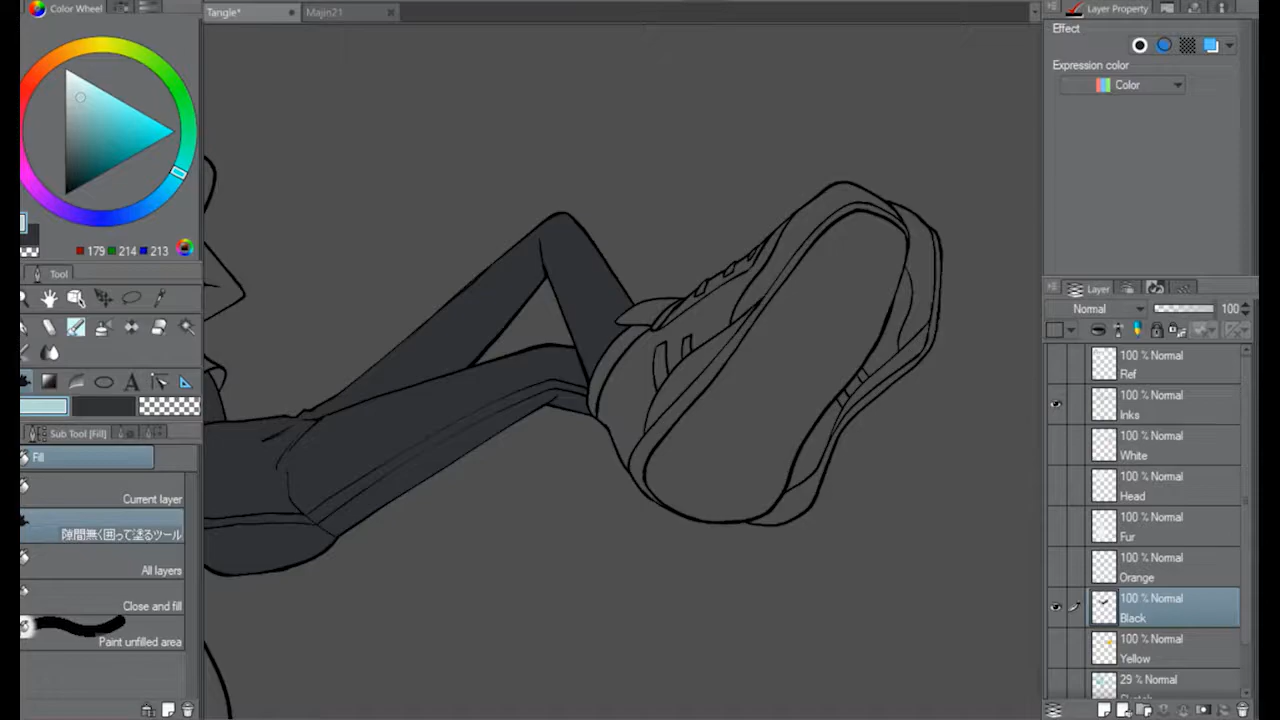 Color Wheel
Tangle*
Majin21
Layer Property
Effect
Expression color
Color
179 214 213
Tool
Layer
Normal 100
Sub Tool [Fill]
Fill
Current layer
隙間無く囲って塗るツール
All layers
Close and fill
Paint unfilled area
100 % Normal
Ref
100 % Normal
Inks
100 % Normal
White
100 % Normal
Head
100 % Normal
Fur
100 % Normal
Orange
100 % Normal
Black
100 % Normal
Yellow
29 % Normal